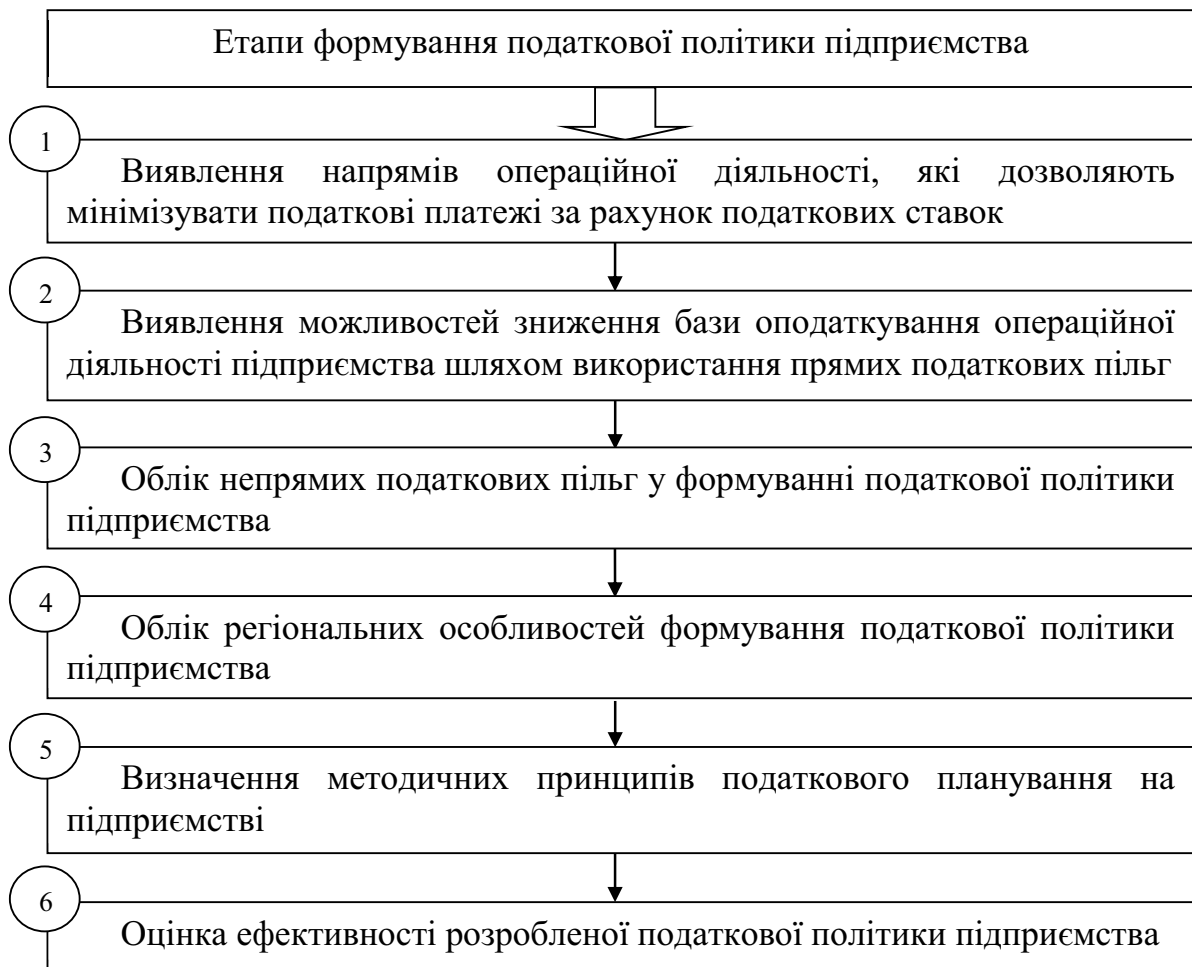 Етапи формування податкової політики підприємства
1
Виявлення напрямів операційної діяльності, які дозволяють
мінімізувати податкові платежі за рахунок податкових ставок
2
Виявлення можливостей зниження бази оподаткування операційної
діяльності підприємства шляхом використання прямих податкових пільг
3
Облік непрямих податкових пільг у формуванні податкової політики
підприємства
4
Облік регіональних особливостей формування податкової політики
підприємства
5
Визначення методичних принципів податкового планування на
підприємстві
6
Оцінка ефективності розробленої податкової політики підприємства